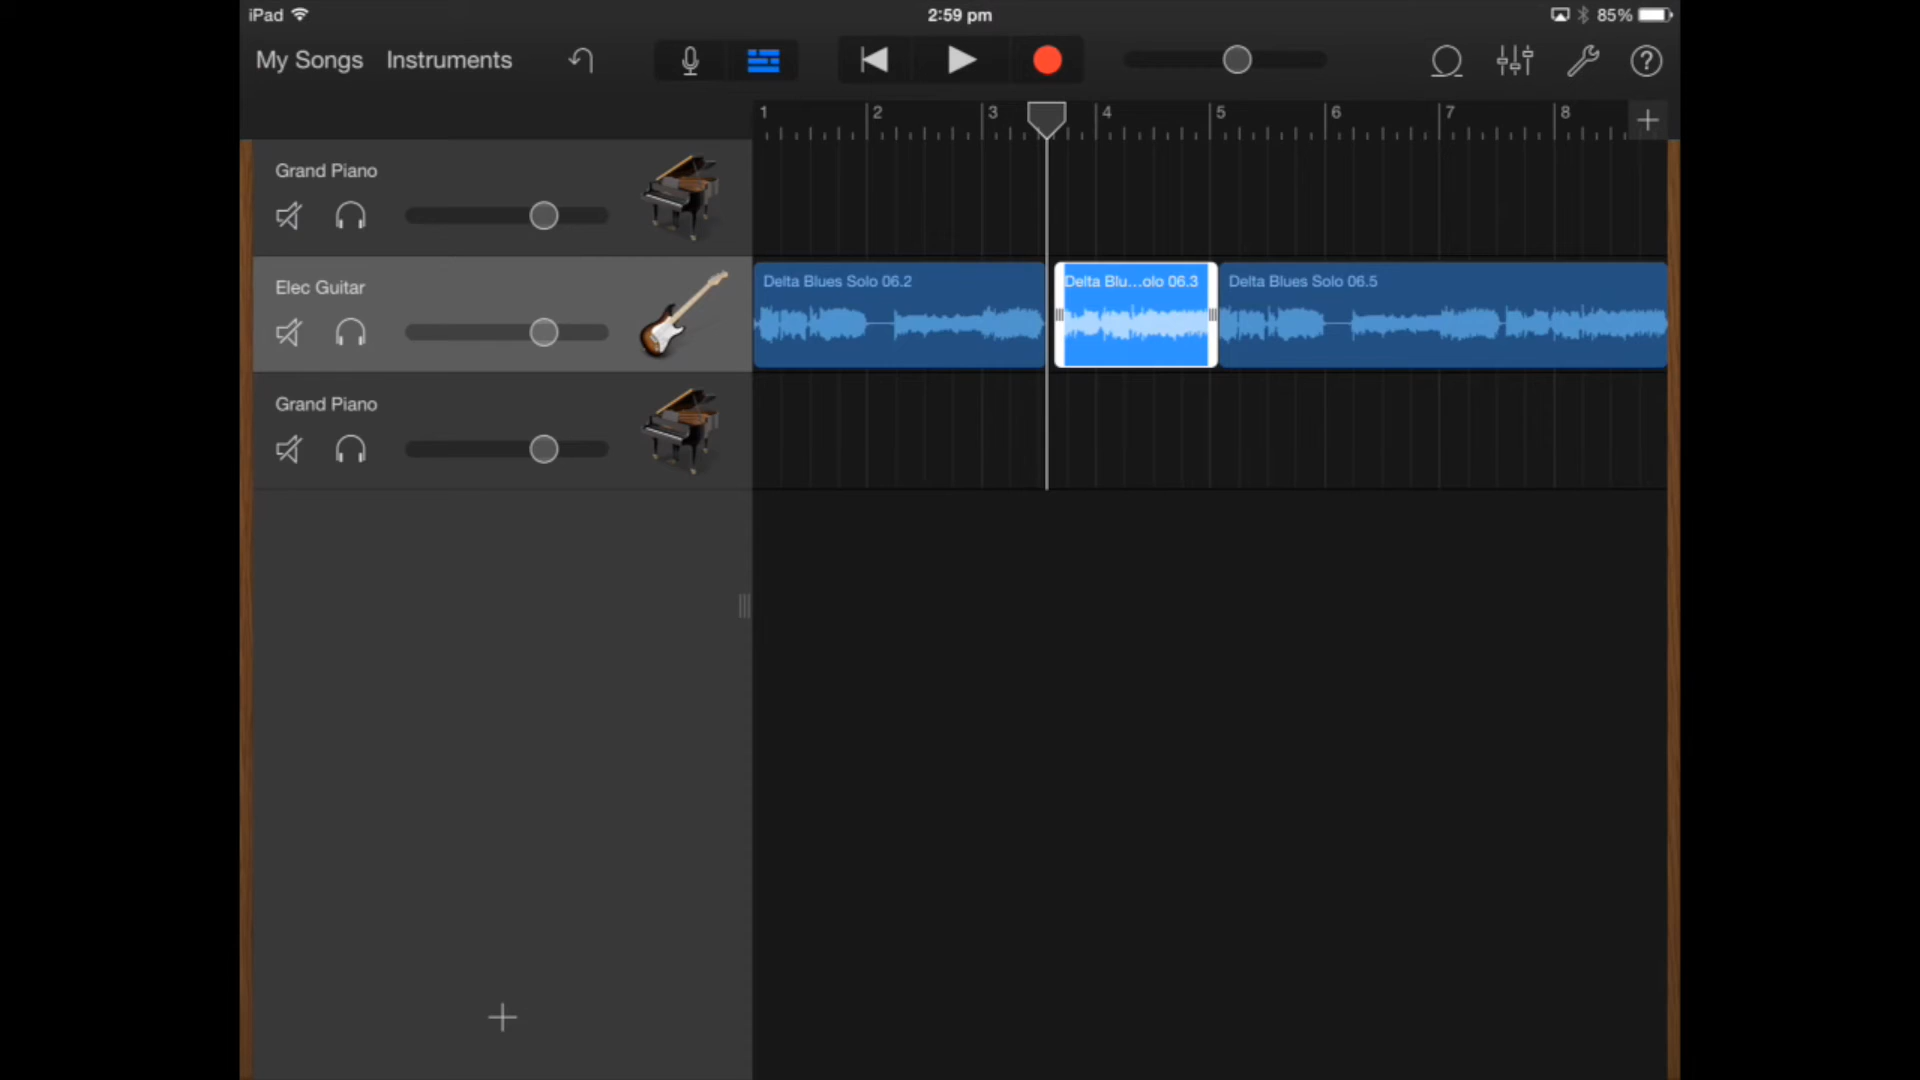 iPad 2:59 pm 85%
My Songs Instruments
1 2 3 4 5 6 7 8
Grand Piano
Elec Guitar
Delta Blues Solo 06.2 Delta Blu...olo 06.3 Delta Blues Solo 06.5
Grand Piano